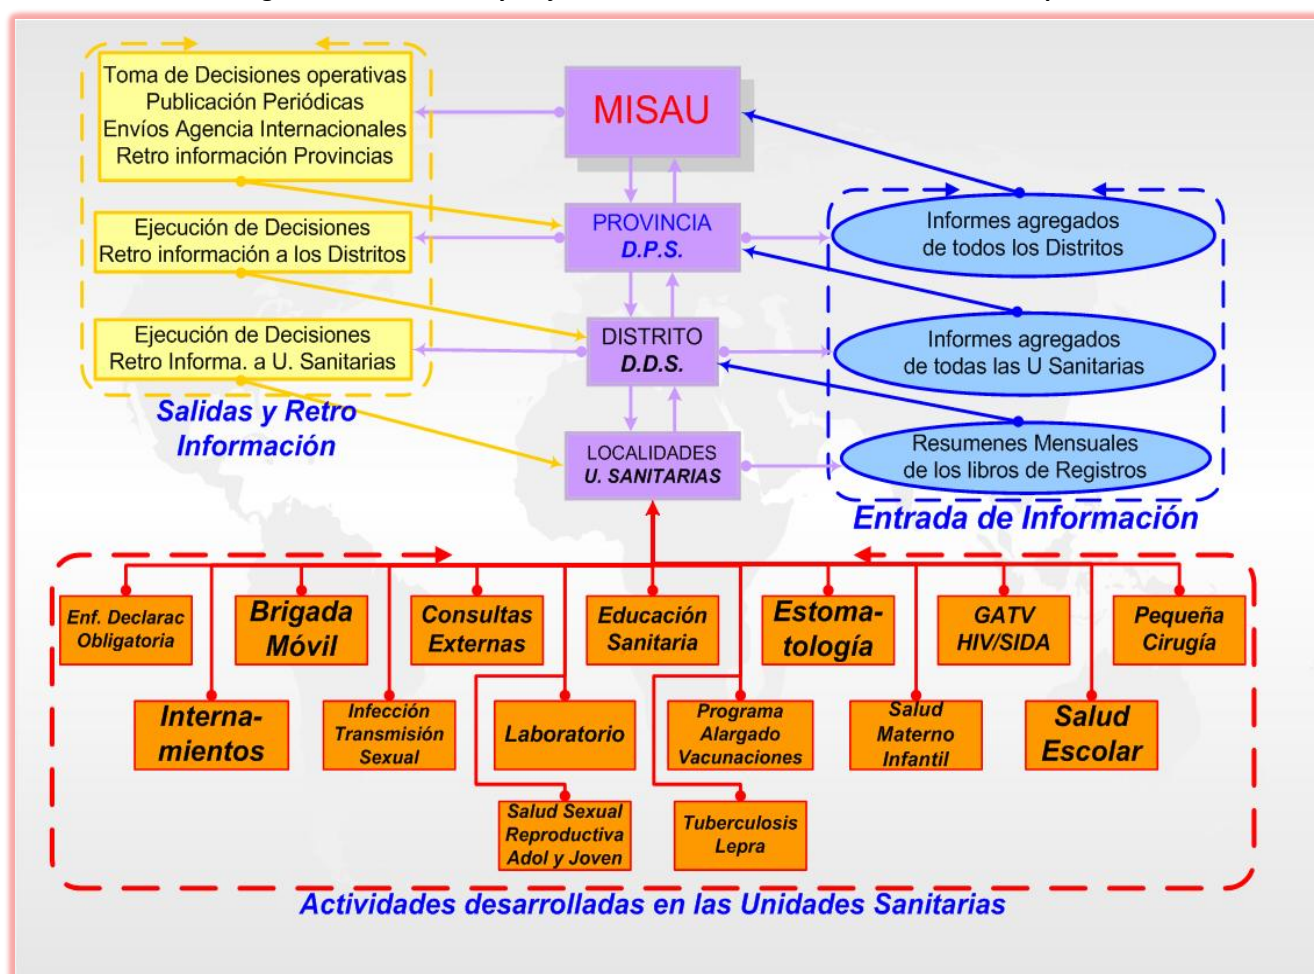 Toma de Decisiones operativas
Publicación Periódicas
Envíos Agencia Internacionales
Retro información Provincias
MISAU
Ejecución de Decisiones
Retro información a los Distritos
PROVINCIA
D.P.S.
Informes agregados
de todos los Distritos
Ejecución de Decisiones
Retro Informa. a U. Sanitarias
DISTRITO
D.D.S.
Informes agregados
de todas las U Sanitarias
Salidas y Retro
Información
LOCALIDADES
U. SANITARIAS
Resúmenes Mensuales
de los libros de Registros
Entrada de Información
Enf. Declarac
Obligatoria
Brigada
Móvil
Consultas
Externas
Educación
Sanitaria
Estoma-
tología
GATV
HIV/SIDA
Pequeña
Cirugía
Interna-
mientos
Infección
Transmisión
Sexual
Laboratorio
Programa
Alargado
Vacunaciones
Salud
Materno
Infantil
Salud
Escolar
Salud Sexual
Reproductiva
Adol y Joven
Tuberculosis
Lepra
Actividades desarrolladas en las Unidades Sanitarias